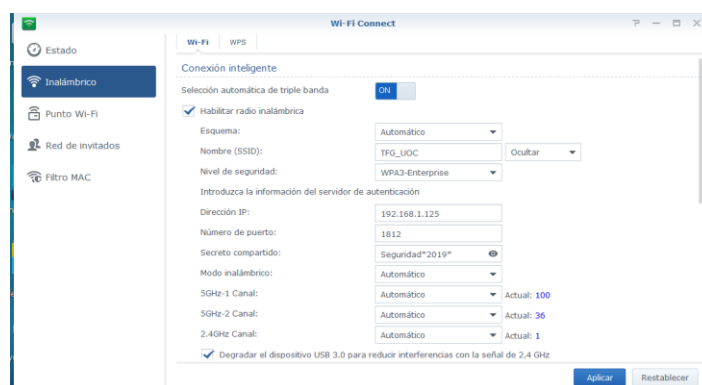 Wi-Fi Connect
Estado
Inalámbrico
Punto Wi-Fi
Red de invitados
Filtro MAC
Wi-Fi WPS
Conexión inteligente
Selección automática de triple banda ON
Habilitar radio inalámbrica
Esquema: Automático
Nombre (SSID): TFG_UOC Ocultar
Nivel de seguridad: WPA3-Enterprise
Introduzca la información del servidor de autenticación
Dirección IP: 192.168.1.125
Número de puerto: 1812
Secreto compartido: Seguridad"2019"
Modo inalámbrico: Automático
5GHz-1 Canal: Automático Actual: 100
5GHz-2 Canal: Automático Actual: 36
2.4GHz Canal: Automático Actual: 1
Degradar el dispositivo USB 3.0 para reducir interferencias con la señal de 2,4 GHz
Aplicar Restablecer